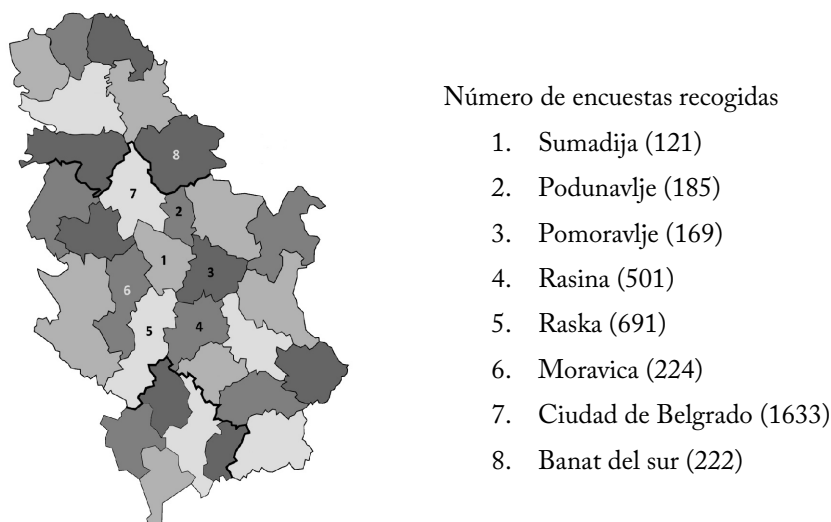 8
7
2
1
3
6
5
4
Número de encuestas recogidas
1. Sumadija (121)
2. Podunavlje (185)
3. Pomoravlje (169)
4. Rasina (501)
5. Raska (691)
6. Moravica (224)
7. Ciudad de Belgrado (1633)
8. Banat del sur (222)